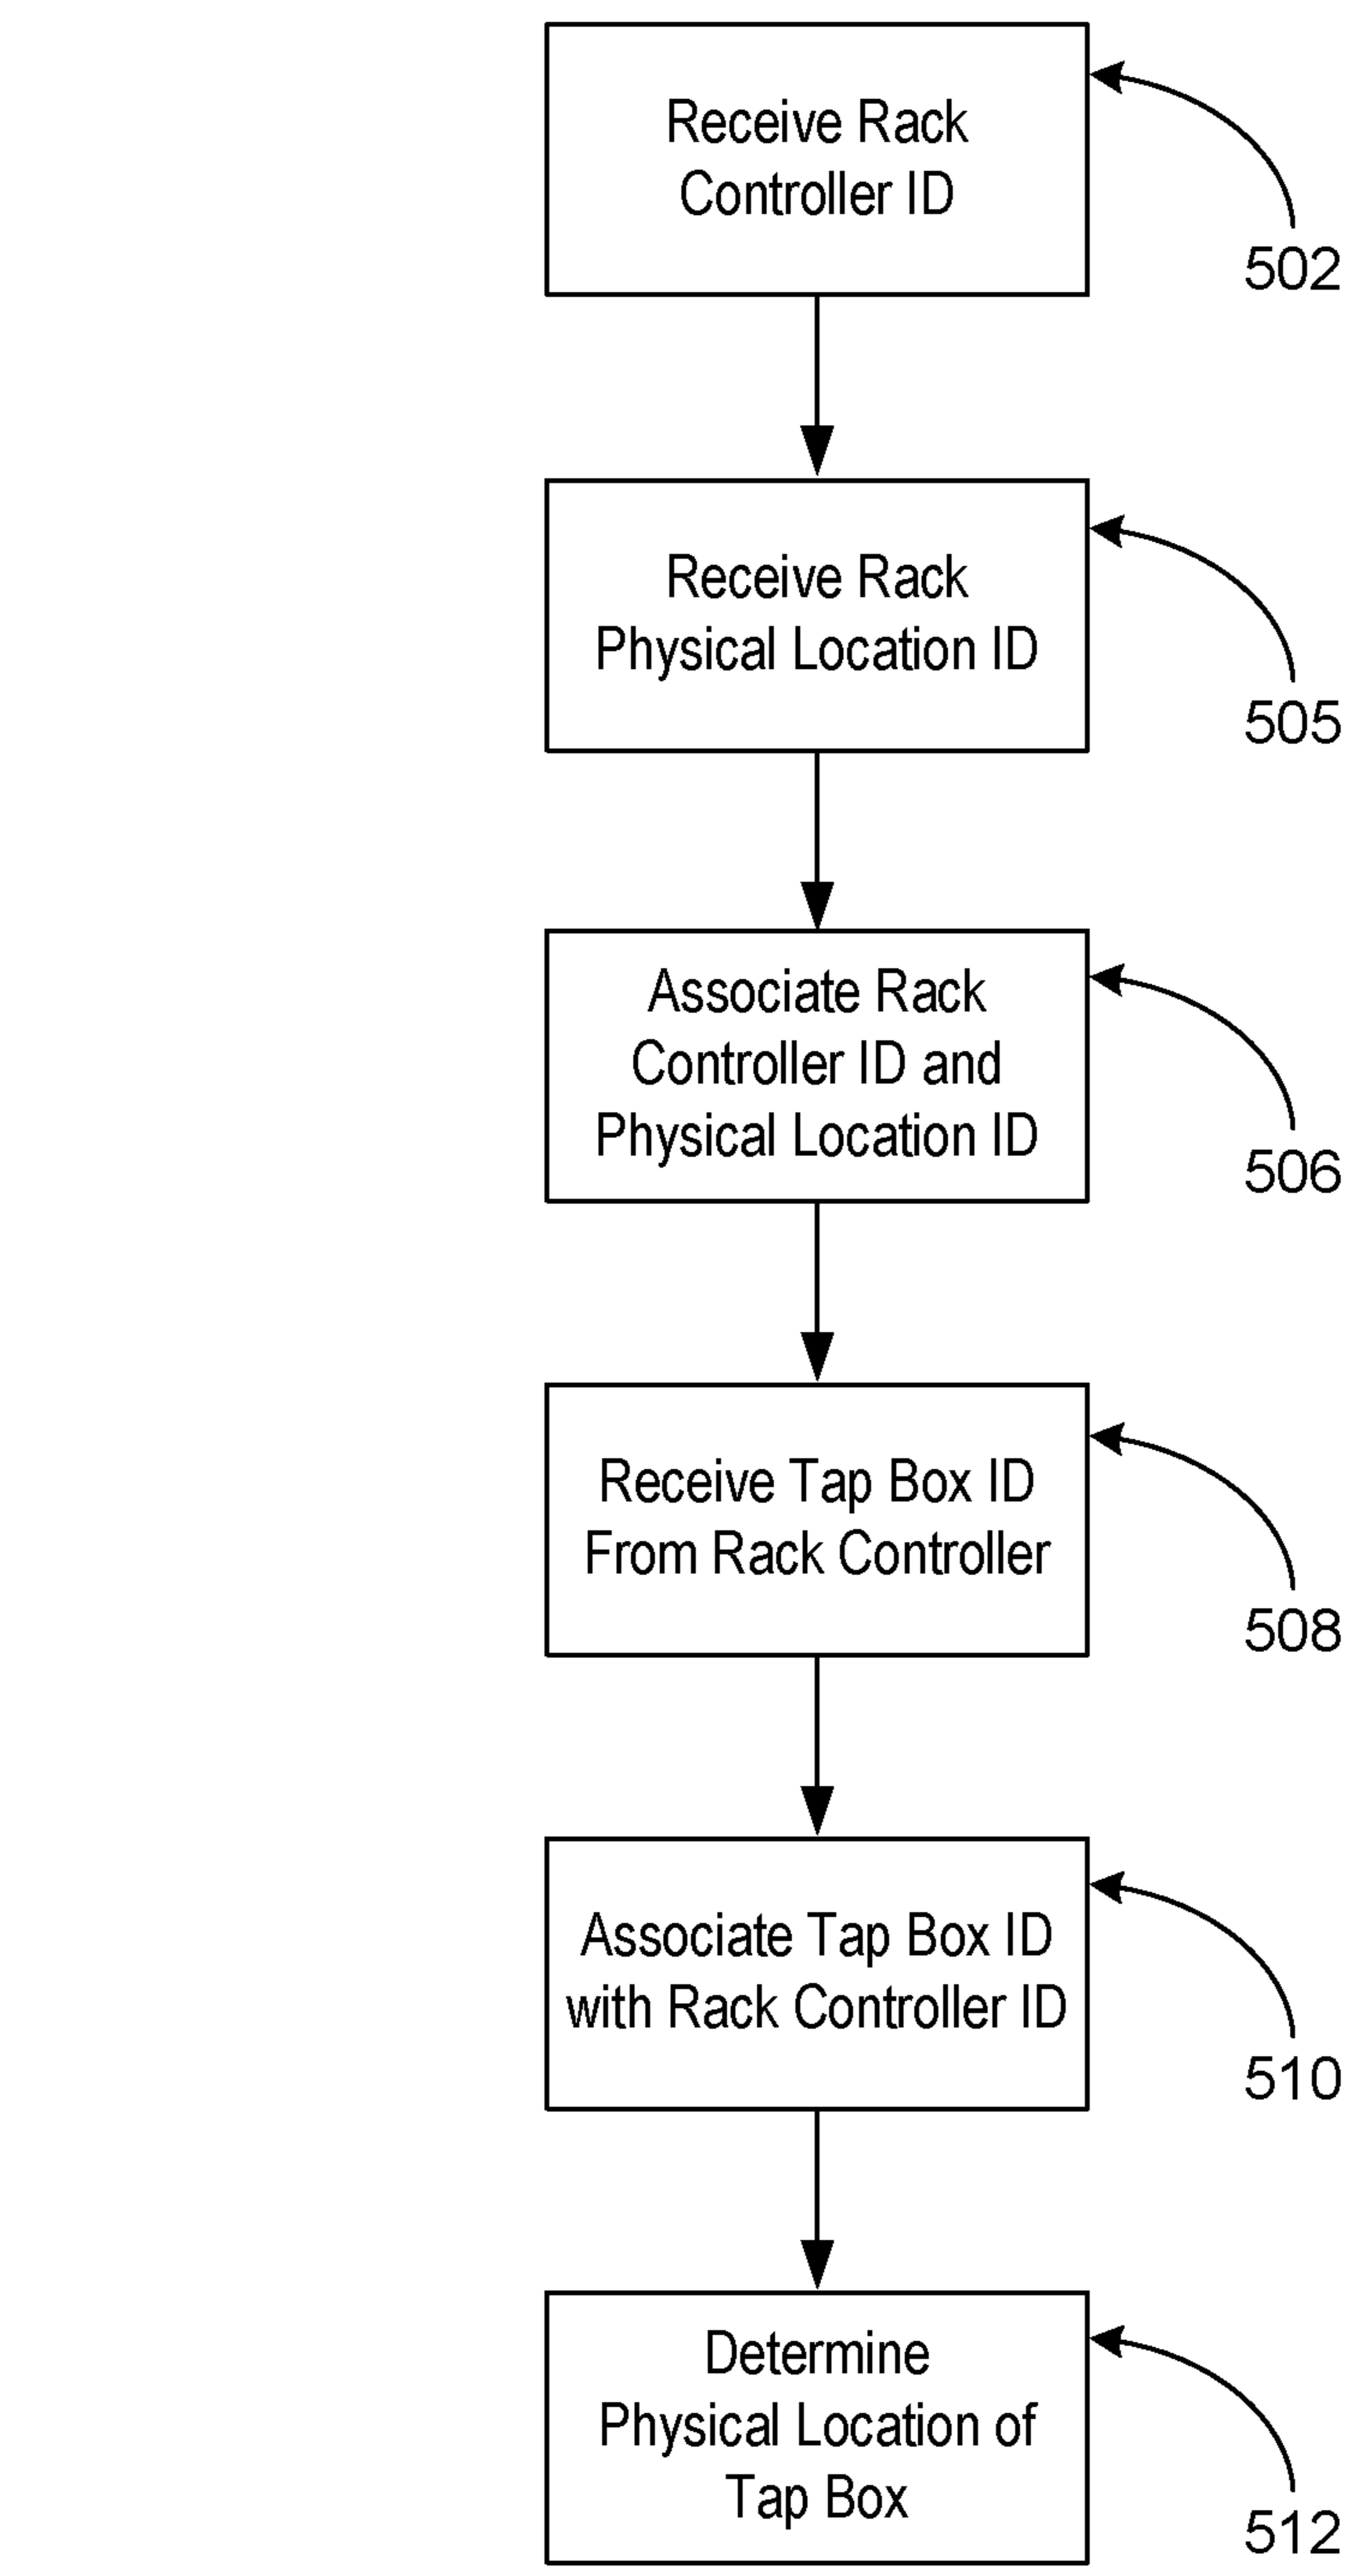 Receive Rack
Controller ID
502
Receive Rack
Physical Location ID
505
Associate Rack
Controller ID and
Physical Location ID
506
Receive Tap Box ID
From Rack Controller
508
Associate Tap Box ID
with Rack Controller ID
510
Determine
Physical Location of
Tap Box
512